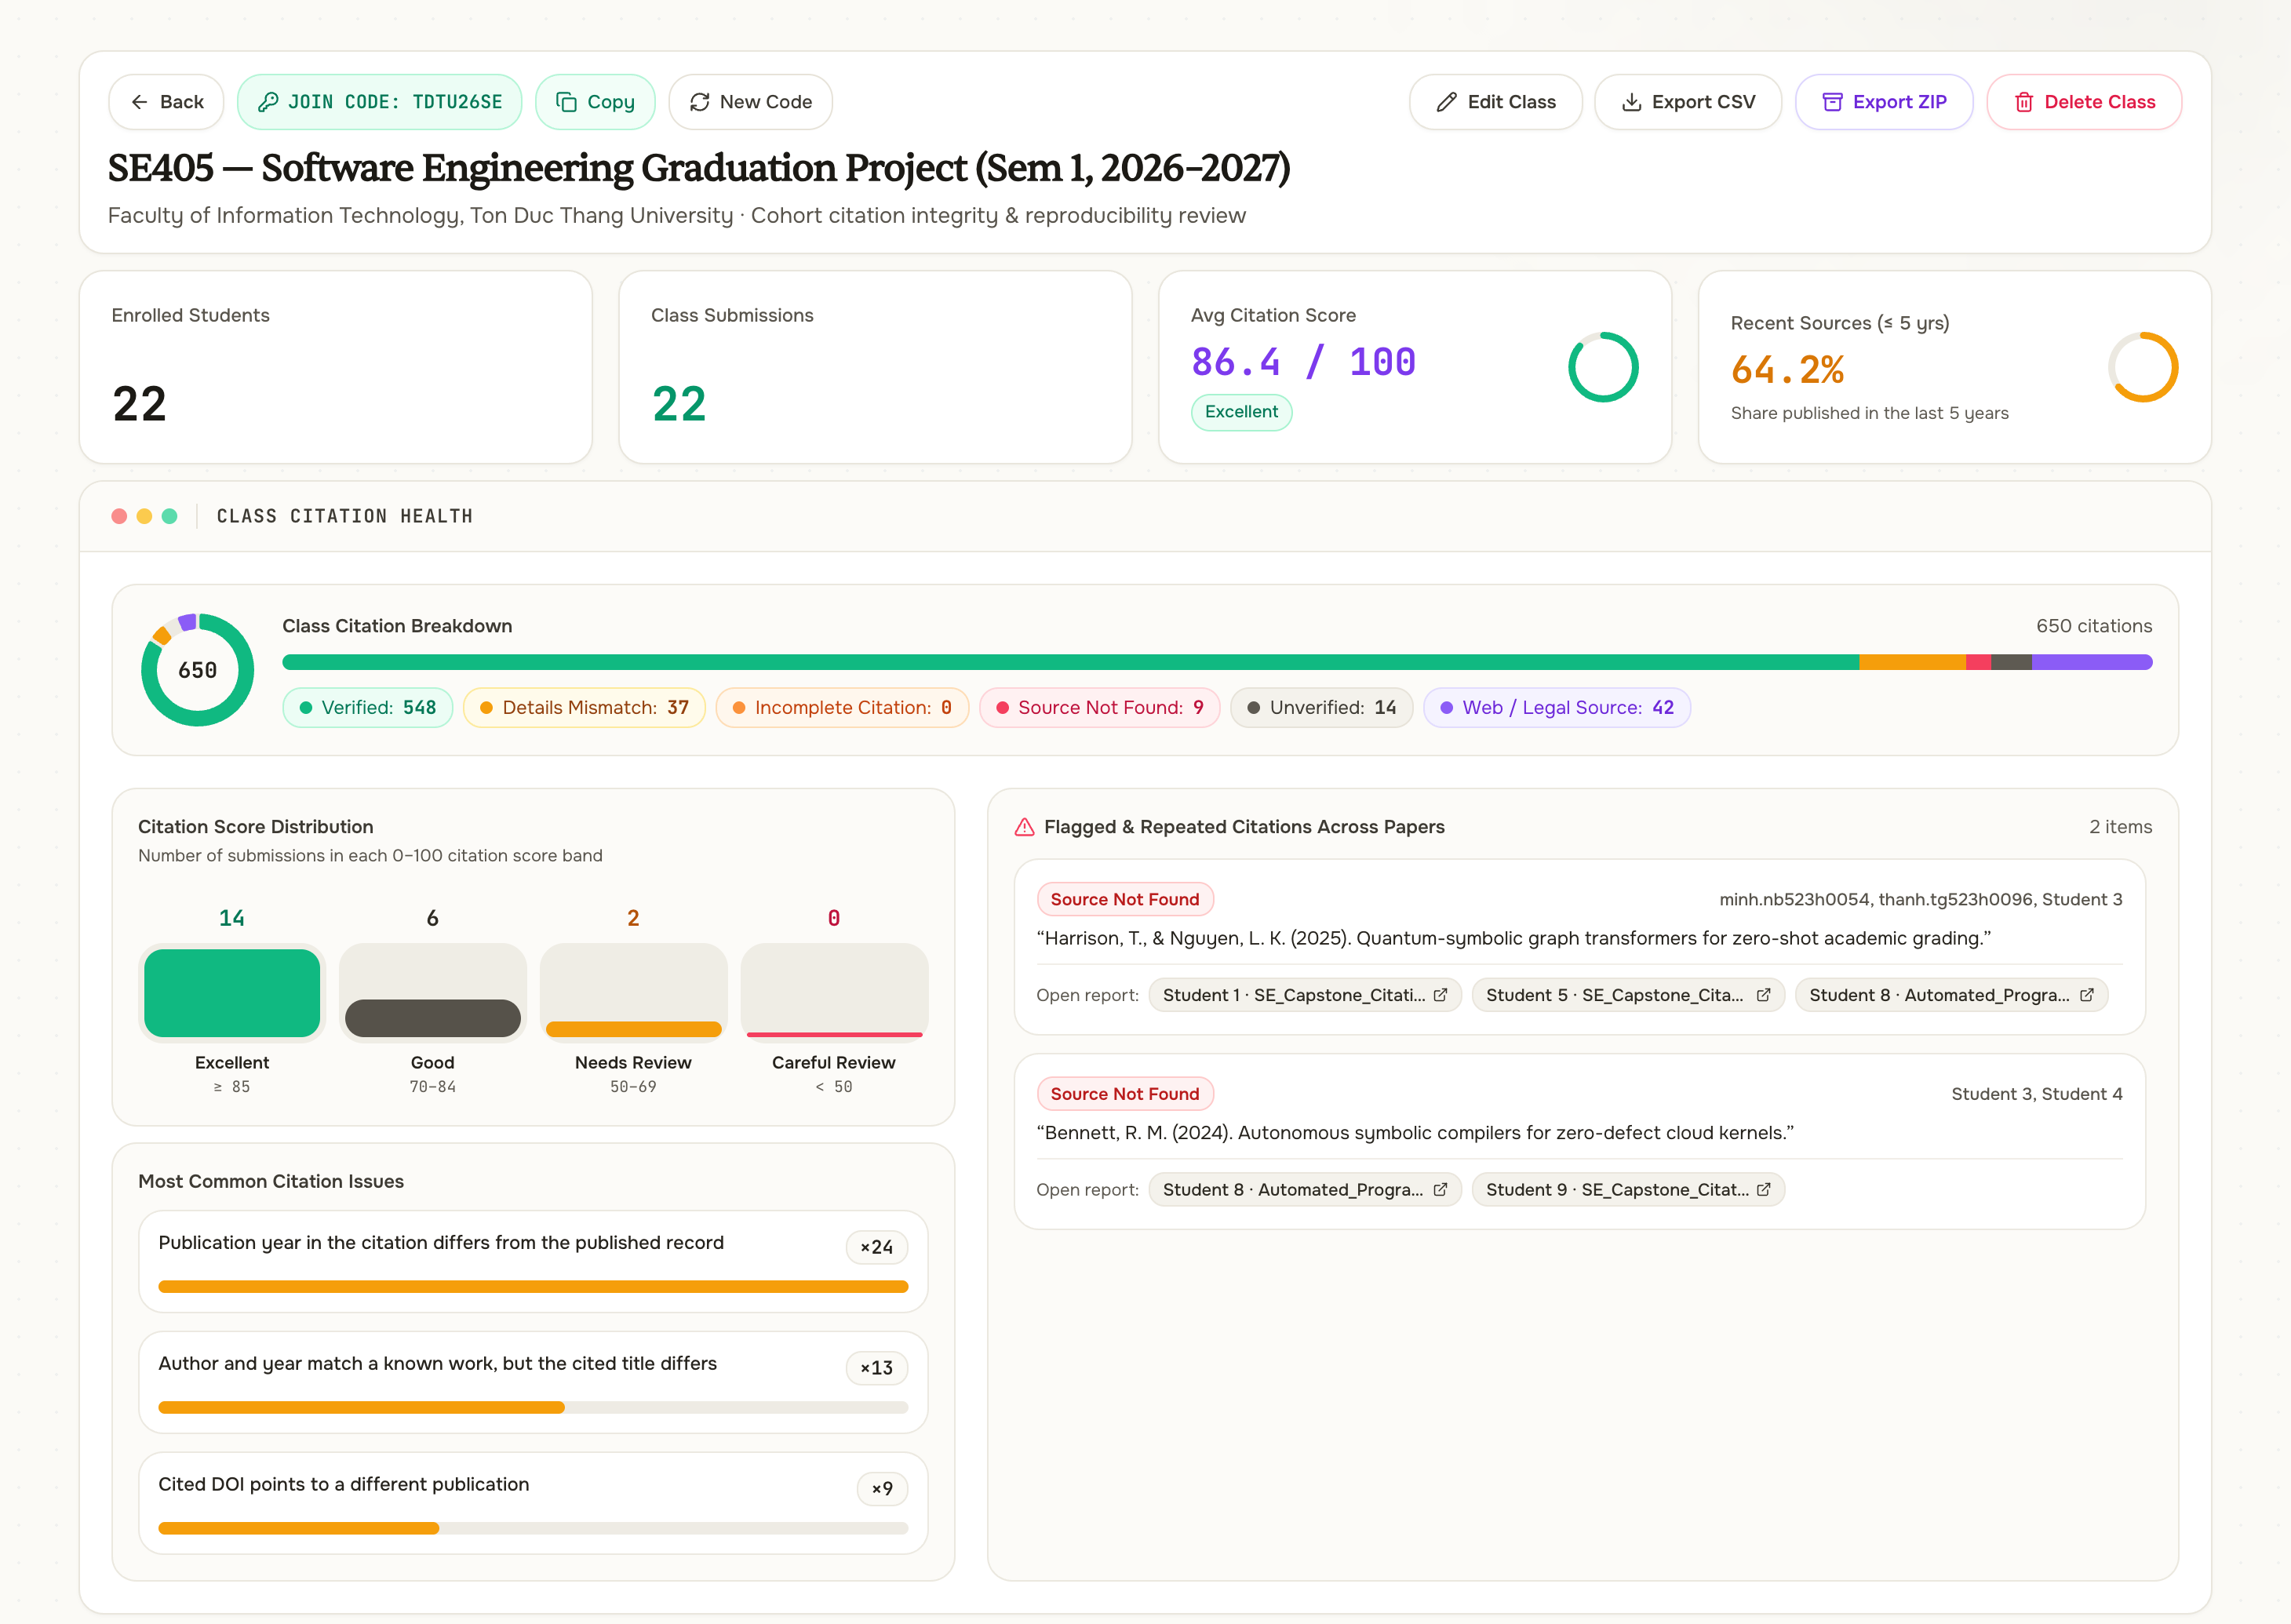 Back
JOIN CODE: TDTU26SE
Copy
New Code
Edit Class
Export CSV
Export ZIP
Delete Class
SE405 — Software Engineering Graduation Project (Sem 1, 2026–2027)
Faculty of Information Technology, Ton Duc Thang University · Cohort citation integrity & reproducibility review
Enrolled Students
22
Class Submissions
22
Avg Citation Score
86.4 / 100
Excellent
Recent Sources (≤ 5 yrs)
64.2%
Share published in the last 5 years
CLASS CITATION HEALTH
650
Class Citation Breakdown
650 citations
Verified: 548
Details Mismatch: 37
Incomplete Citation: 0
Source Not Found: 9
Unverified: 14
Web / Legal Source: 42
Citation Score Distribution
Number of submissions in each 0–100 citation score band
14
6
2
0
Excellent
Good
Needs Review
Careful Review
≥ 85
70–84
50–69
< 50
Most Common Citation Issues
Publication year in the citation differs from the published record
×24
Author and year match a known work, but the cited title differs
×13
Cited DOI points to a different publication
×9
Flagged & Repeated Citations Across Papers
2 items
Source Not Found
minh.nb523h0054, thanh.tg523h0096, Student 3
“Harrison, T., & Nguyen, L. K. (2025). Quantum-symbolic graph transformers for zero-shot academic grading.”
Open report:
Student 1 · SE_Capstone_Citati...
Student 5 · SE_Capstone_Cita...
Student 8 · Automated_Progra...
Source Not Found
Student 3, Student 4
“Bennett, R. M. (2024). Autonomous symbolic compilers for zero-defect cloud kernels.”
Open report:
Student 8 · Automated_Progra...
Student 9 · SE_Capstone_Citat...